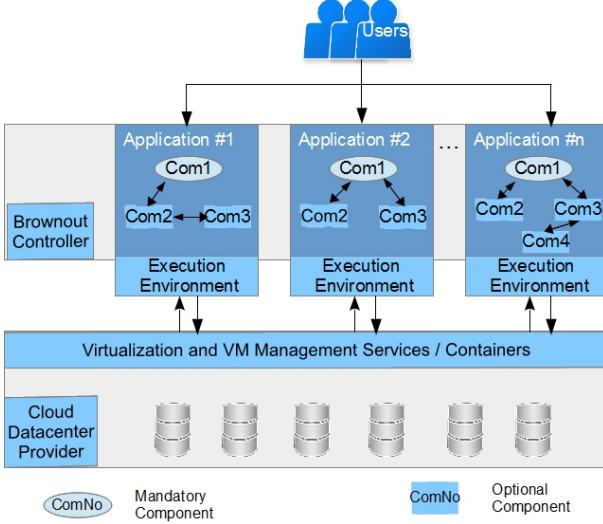 Users
Application #1
Application #2
...
Application #n
Com1
Com1
Com1
Com2
Com3
Com2
Com3
Com2
Com3
Com4
Brownout
Controller
Execution
Environment
Execution
Environment
Execution
Environment
Virtualization and VM Management Services / Containers
Cloud
Datacenter
Provider
ComNo
Mandatory
Component
ComNo
Optional
Component